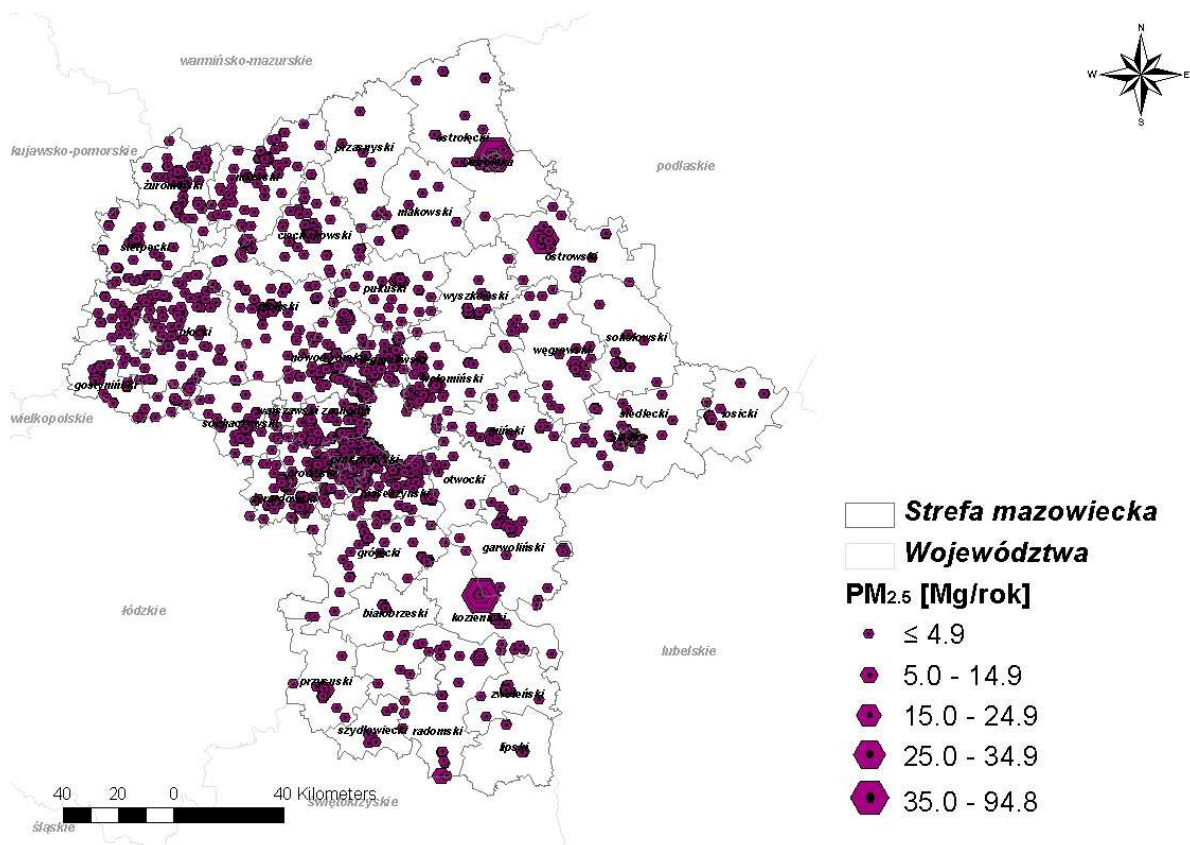 warmińsko-mazurskie
N
W
E
S
kujawsko-pomorskie
podlaskie
ostrołęcki
przasnyski
żuromiński
makowski
ciechanowski
sierpecki
ostrowski
pułtuski
wyszkowski
płocki
sokołowski
węgrowski
nowodworski
wołomiński
gostyniński
wielkopolskie
warszawski zachodni
sochaczewski
siedlecki
łosicki
miński
pruszkowski
otwocki
piaseczyński
garwoliński
grójecki
białobrzeski
kozienicki
łódzkie
lubelskie
przysuski
zwoleński
szydłowiecki
radomski
lipski
świętokrzyskie
śląskie
40 20 0 40 Kilometers
Strefa mazowiecka
Województwa
PM2.5 [Mg/rok]
≤ 4.9
5.0 - 14.9
15.0 - 24.9
25.0 - 34.9
35.0 - 94.8